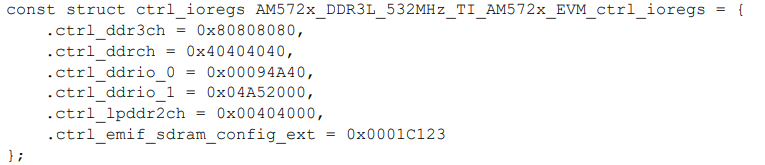 const struct ctrl_ioregs AM572x_DDR3L_532MHz_TI_AM572x_EVM_ctrl_ioregs = {
.ctrl_ddr3ch = 0x80808080,
.ctrl_ddrch = 0x40404040,
.ctrl_ddrio_0 = 0x00094A40,
.ctrl_ddrio_1 = 0x04A52000,
.ctrl_lpddr2ch = 0x00404000,
.ctrl_emif_sdram_config_ext = 0x0001C123
};